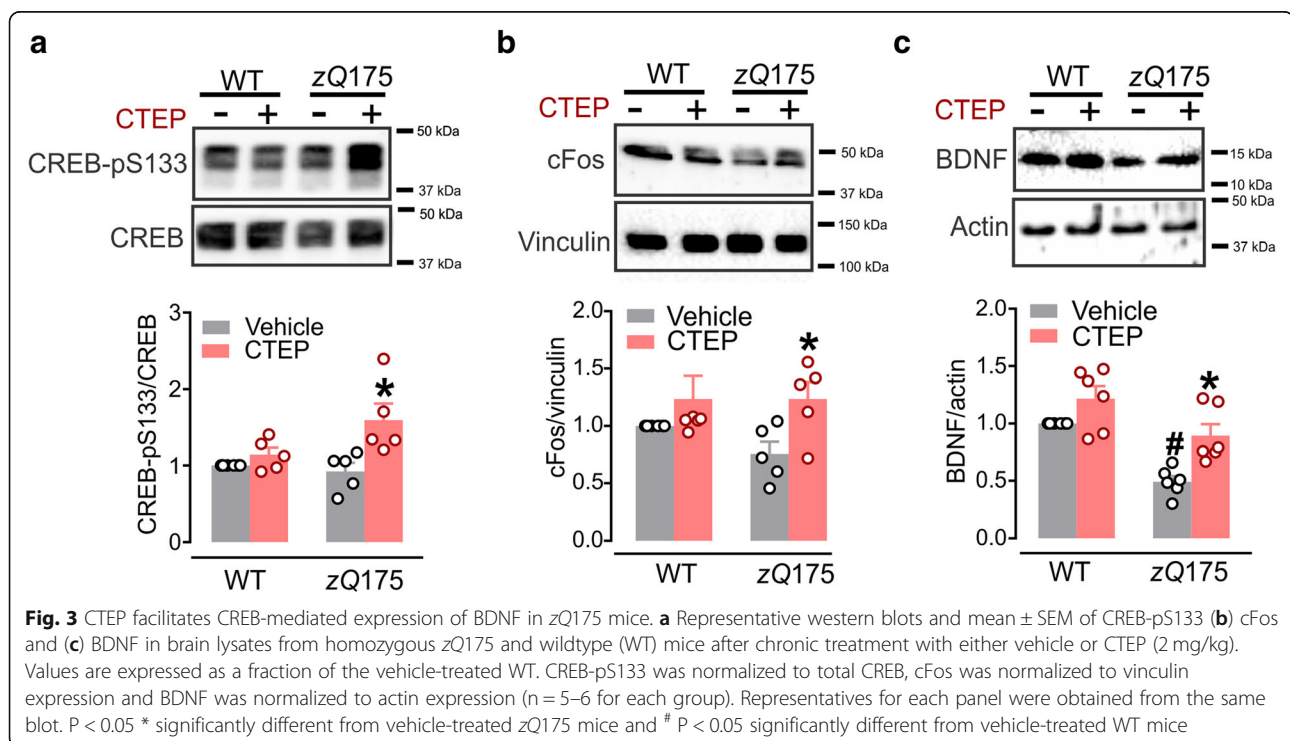 a
WT zQ175
CTEP - + - +
50 kDa
CREB-pS133
37 kDa
50 kDa
CREB
37 kDa
3
2
1
1
0
CREB-pS133/CREB
Vehicle
CTEP
*
WT zQ175
b
WT zQ175
CTEP - + - +
cFos
50 kDa
37 kDa
150 kDa
Vinculin
100 kDa
2.0
1.5
1.0
0.5
0.0
cFos/vinculin
Vehicle
CTEP
*
WT zQ175
c
WT zQ175
CTEP - + - +
BDNF
15 kDa
10 kDa
50 kDa
Actin
37 kDa
2.0
1.5
1.0
0.5
0.0
BDNF/actin
Vehicle
CTEP
#
*
WT zQ175
Fig. 3 CTEP facilitates CREB-mediated expression of BDNF in zQ175 mice. a Representative western blots and mean ± SEM of CREB-pS133 (b) cFos
and (c) BDNF in brain lysates from homozygous zQ175 and wildtype (WT) mice after chronic treatment with either vehicle or CTEP (2 mg/kg).
Values are expressed as a fraction of the vehicle-treated WT. CREB-pS133 was normalized to total CREB, cFos was normalized to vinculin
expression and BDNF was normalized to actin expression (n = 5–6 for each group). Representatives for each panel were obtained from the same
blot. P < 0.05 * significantly different from vehicle-treated zQ175 mice and # P < 0.05 significantly different from vehicle-treated WT mice